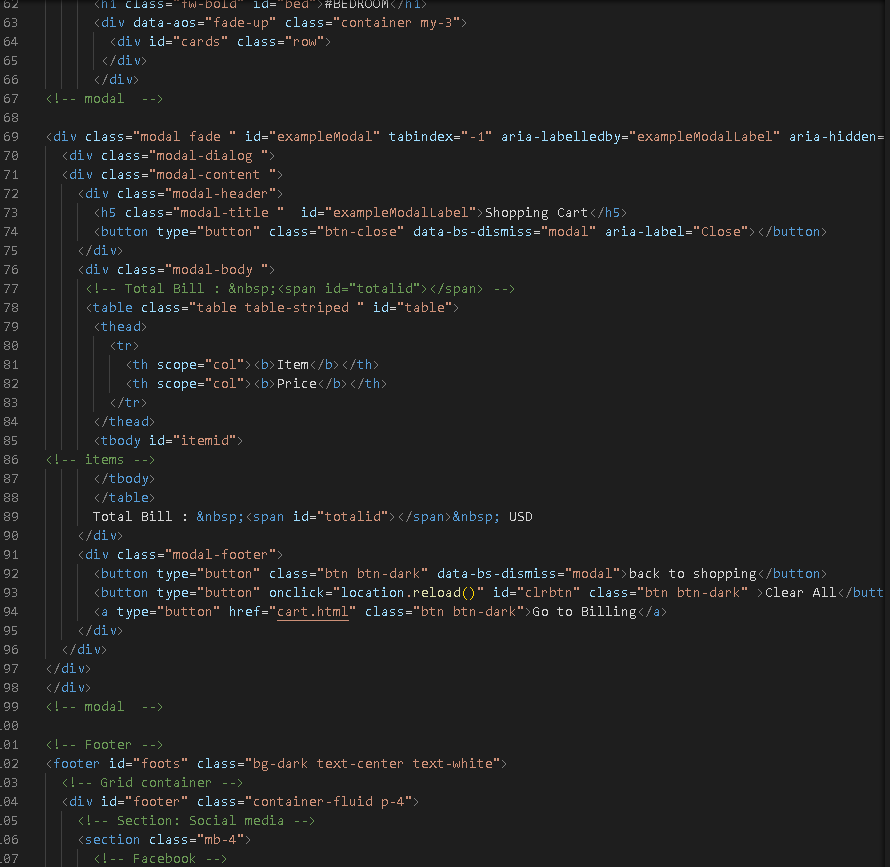 62 <h1 class="fw-bold" id="bed">#BEDROOM</h1>
63 <div data-aos="fade-up" class="container my-3">
64 <div id="cards" class="row">
65 </div>
66 </div>
67 <!-- modal  -->
68
69 <div class="modal fade " id="exampleModal" tabindex="-1" aria-labelledby="exampleModalLabel" aria-hidden=
70 <div class="modal-dialog ">
71 <div class="modal-content ">
72 <div class="modal-header">
73 <h5 class="modal-title "  id="exampleModalLabel">Shopping Cart</h5>
74 <button type="button" class="btn-close" data-bs-dismiss="modal" aria-label="Close"></button>
75 </div>
76 <div class="modal-body ">
77 <!-- Total Bill : &nbsp;<span id="totalid"></span> -->
78 <table class="table table-striped " id="table">
79 <thead>
80 <tr>
81 <th scope="col"><b>Item</b></th>
82 <th scope="col"><b>Price</b></th>
83 </tr>
84 </thead>
85 <tbody id="itemid">
86 <!-- items -->
87 </tbody>
88 </table>
89 Total Bill : &nbsp;<span id="totalid"></span>&nbsp; USD
90 </div>
91 <div class="modal-footer">
92 <button type="button" class="btn btn-dark" data-bs-dismiss="modal">back to shopping</button>
93 <button type="button" onclick="location.reload()" id="clrbtn" class="btn btn-dark" >Clear All</butt
94 <a type="button" href="cart.html" class="btn btn-dark">Go to Billing</a>
95 </div>
96 </div>
97 </div>
98 </div>
99 <!-- modal  -->
100
101 <!-- Footer -->
102 <footer id="foots" class="bg-dark text-center text-white">
103 <!-- Grid container -->
104 <div id="footer" class="container-fluid p-4">
105 <!-- Section: Social media -->
106 <section class="mb-4">
107 <!-- Facebook -->